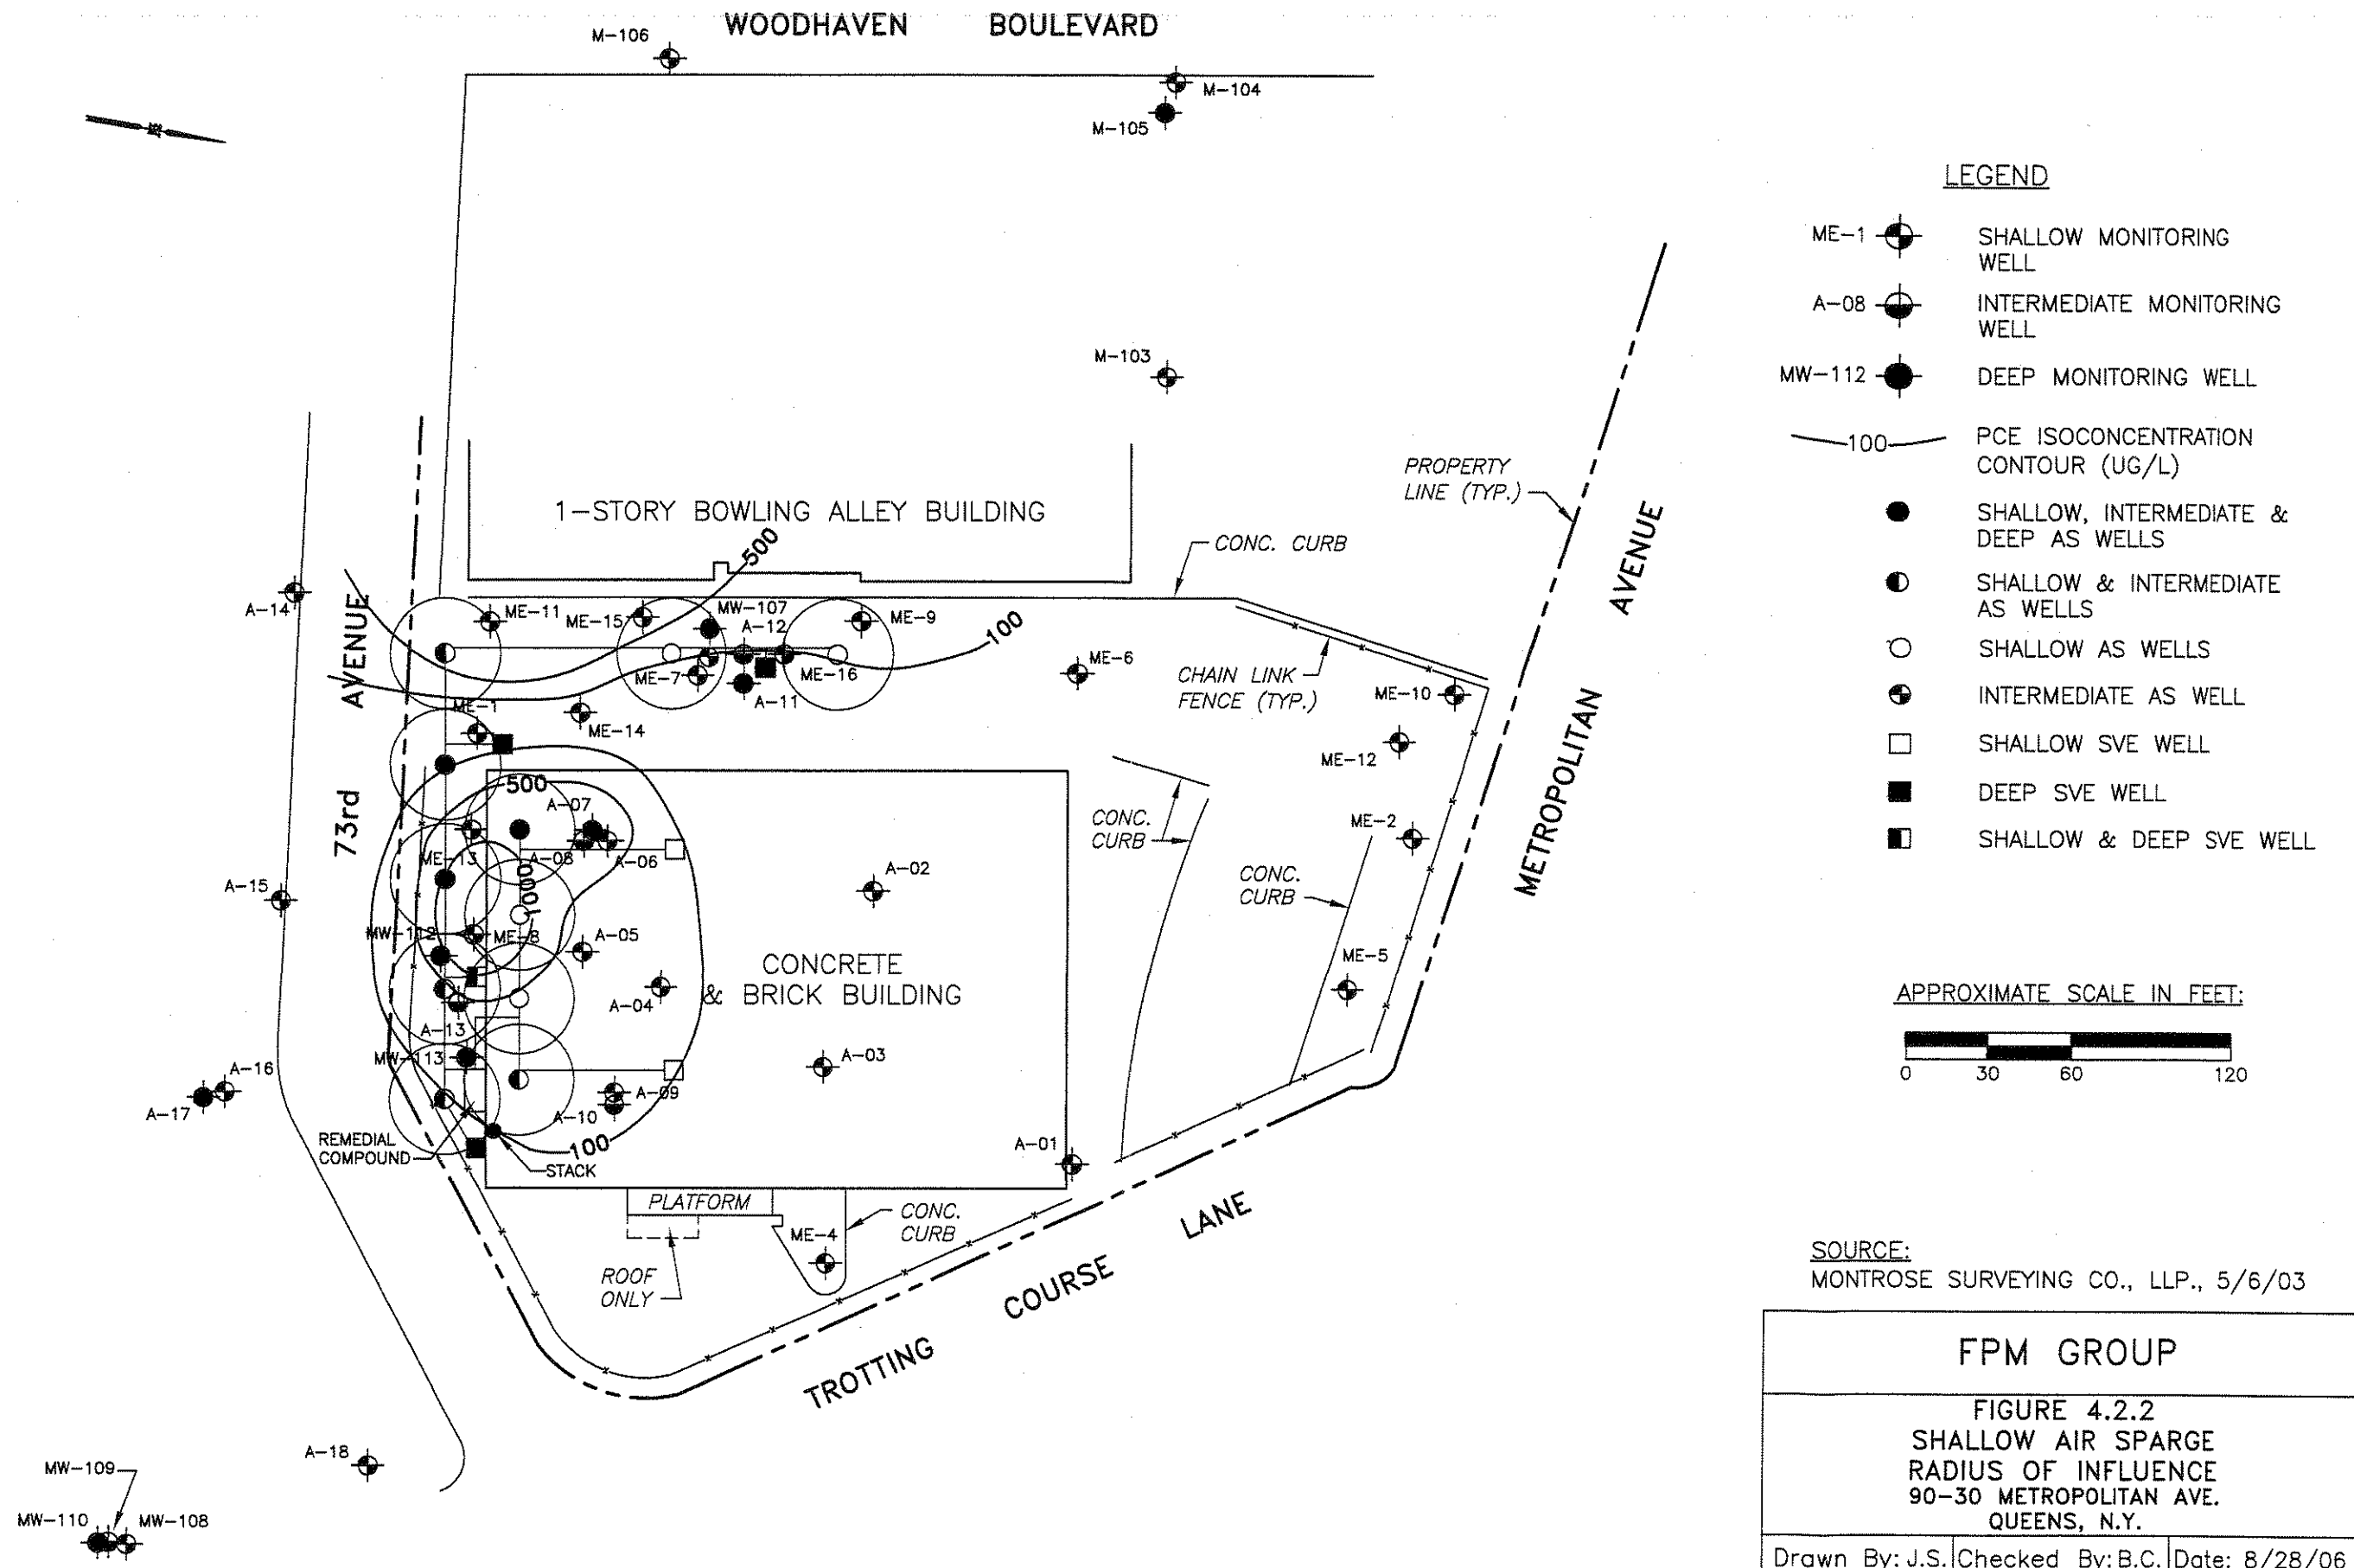 WOODHAVEN BOULEVARD
M-106
M-104
M-105
M-103
LEGEND
ME-1 SHALLOW MONITORING
WELL
A-08 INTERMEDIATE MONITORING
WELL
MW-112 DEEP MONITORING WELL
100 PCE ISOCONCENTRATION
CONTOUR (UG/L)
SHALLOW, INTERMEDIATE &
DEEP AS WELLS
SHALLOW & INTERMEDIATE
AS WELLS
SHALLOW AS WELLS
INTERMEDIATE AS WELL
SHALLOW SVE WELL
DEEP SVE WELL
SHALLOW & DEEP SVE WELL
PROPERTY
LINE (TYP.)
1-STORY BOWLING ALLEY BUILDING
500
CONC. CURB
METROPOLITAN AVENUE
73rd AVENUE
A-14
ME-11
ME-15
MW-107
A-12
ME-9
100
ME-7
ME-16
A-11
ME-6
CHAIN LINK
FENCE (TYP.)
ME-10
ME-1
ME-14
ME-12
500
A-07
ME-13
A-08
A-06
1000
CONC.
CURB
ME-2
A-15
A-02
CONC.
CURB
MW-112
ME-8
A-05
CONCRETE
& BRICK BUILDING
ME-5
A-04
A-13
MW-113
A-03
A-16
A-17
A-09
A-10
REMEDIAL
COMPOUND
100
STACK
A-01
PLATFORM
CONC.
CURB
ME-4
ROOF
ONLY
TROTTING COURSE LANE
A-18
MW-109
MW-110
MW-108
APPROXIMATE SCALE IN FEET:
0 30 60 120
SOURCE:
MONTROSE SURVEYING CO., LLP., 5/6/03
FPM GROUP
FIGURE 4.2.2
SHALLOW AIR SPARGE
RADIUS OF INFLUENCE
90-30 METROPOLITAN AVE.
QUEENS, N.Y.
Drawn By: J.S. Checked By: B.C. Date: 8/28/06